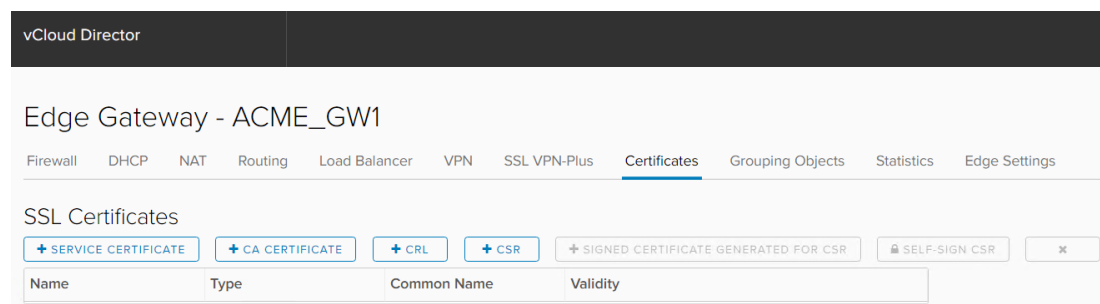 vCloud Director
Edge Gateway - ACME_GW1
Firewall DHCP NAT Routing Load Balancer VPN SSL VPN-Plus Certificates Grouping Objects Statistics Edge Settings
SSL Certificates
+ SERVICE CERTIFICATE + CA CERTIFICATE + CRL + CSR + SIGNED CERTIFICATE GENERATED FOR CSR SELF-SIGN CSR ×
Name Type Common Name Validity